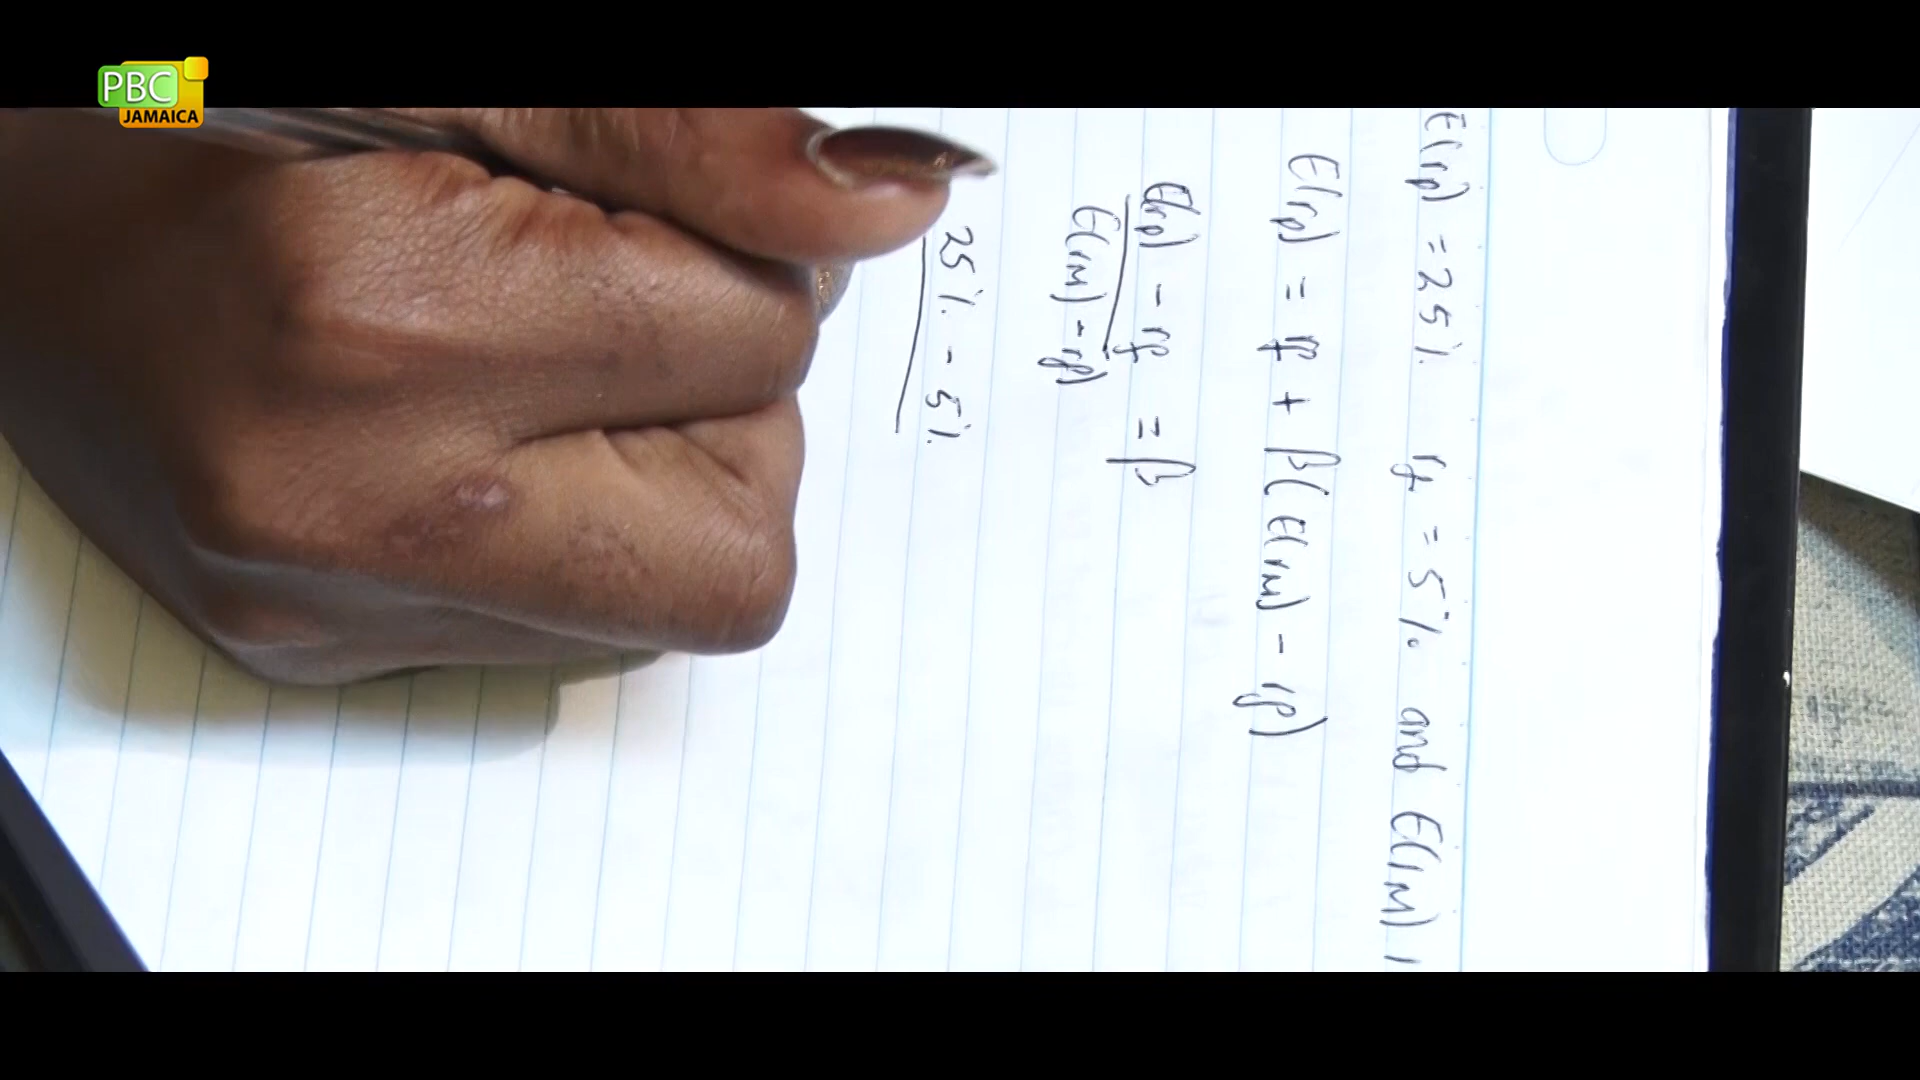 PBC
JAMAICA
E(rp) = 25% rf = 5% and E(rM)
E(rp) = rf + β(E(rM) - rf)
E(rp) - rf = β
E(rM) - rf)
25% - 5%